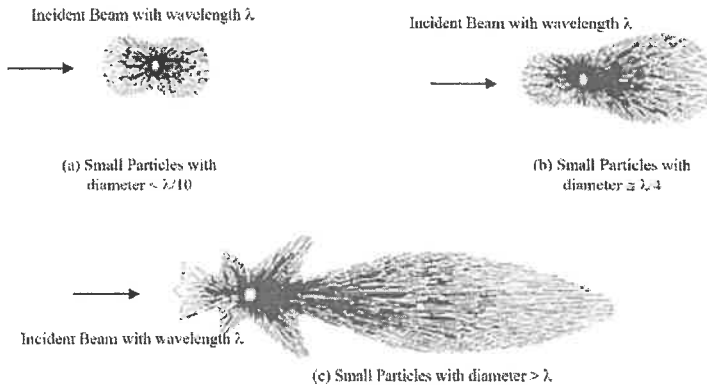 Incident Beam with wavelength λ
Incident Beam with wavelength λ
(a) Small Particles with
diameter < λ/10
(b) Small Particles with
diameter ≅ λ/4
Incident Beam with wavelength λ
(c) Small Particles with diameter > λ